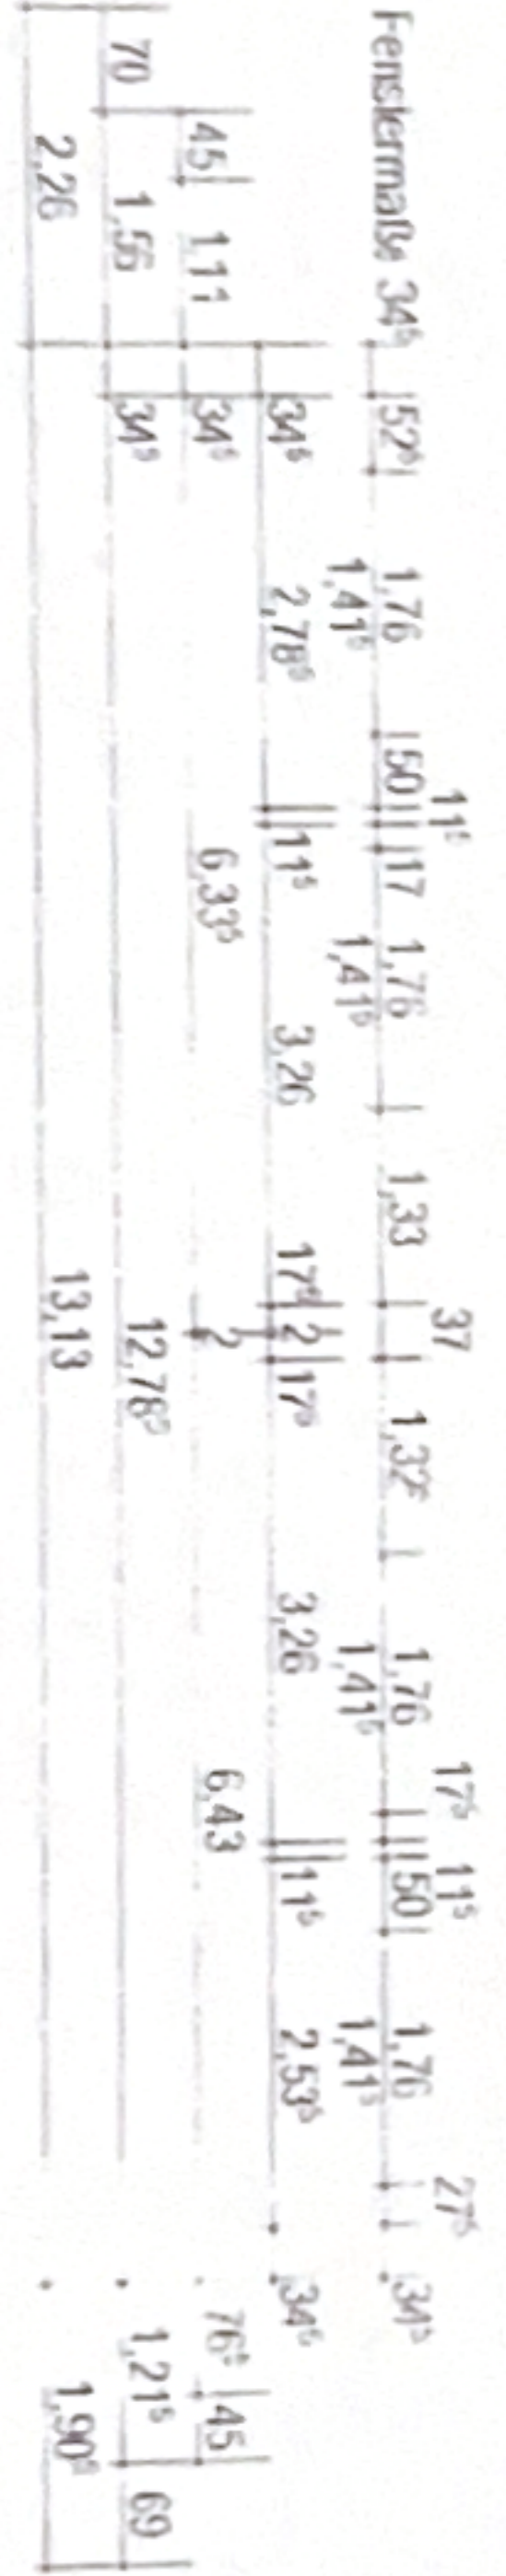 11⁵ 37 17⁵ 11⁵ 27⁵
Fenstermaße 34⁵ 52⁵ 1,76 50 17 1,76 1,33 1,32⁵ 1,76 50 1,76 34⁵
1,41⁵ 1,41⁵ 1,41⁵ 1,41⁵
34⁵ 2,78⁵ 11⁵ 3,26 17⁵ 2 17⁵ 3,26 11⁵ 2,53⁵ 34⁵
45 1,11 34⁵ 6,33⁵ 2 6,43 76⁵ 45
70 1,56 34⁵ 12,78⁵ 1,21⁵ 69
2,26 13,13 1,90⁵